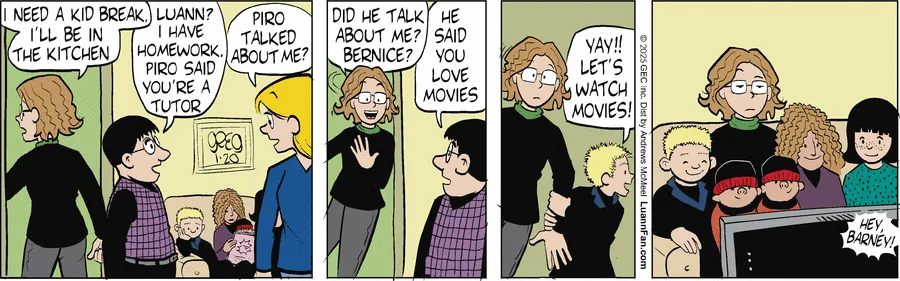 I NEED A KID BREAK.
I'LL BE IN
THE KITCHEN
LUANN?
I HAVE
HOMEWORK.
PIRO SAID
YOU'RE A
TUTOR
PIRO
TALKED
ABOUT ME?
geeg
1·20
DID HE TALK
ABOUT ME?
BERNICE?
HE
SAID
YOU
LOVE
MOVIES
YAY!!
LET'S
WATCH
MOVIES!
© 2025 GEC Inc. Dist by Andrews McMeel LuannFan.com
HEY,
BARNEY!